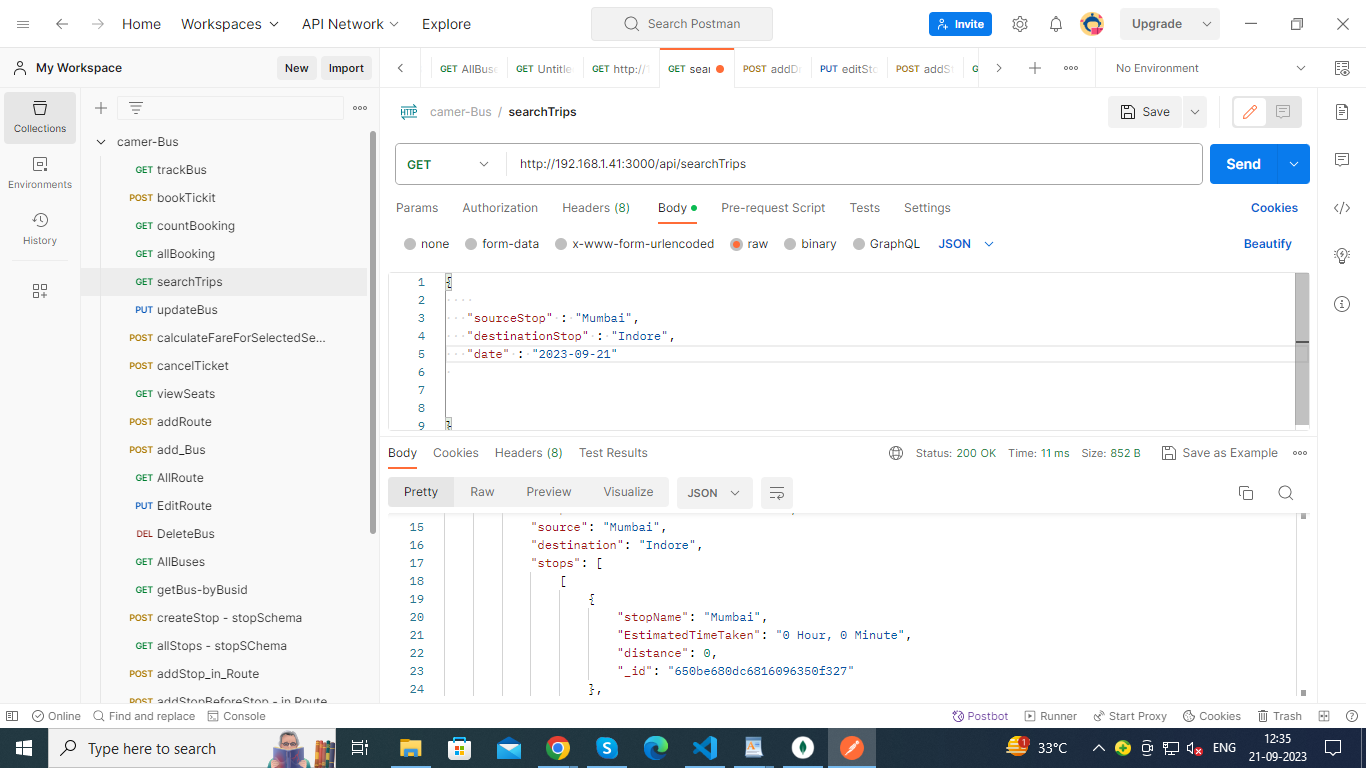 Home Workspaces API Network Explore Search Postman Invite Upgrade
My Workspace New Import
GET AllBuse GET Untitle GET http://1 GET sear POST addDr PUT editSto POST addSt G No Environment
Collections
Environments
History
camer-Bus
GET trackBus
POST bookTickit
GET countBooking
GET allBooking
GET searchTrips
PUT updateBus
POST calculateFareForSelectedSe...
POST cancelTicket
GET viewSeats
POST addRoute
POST add_Bus
GET AllRoute
PUT EditRoute
DEL DeleteBus
GET AllBuses
GET getBus-byBusid
POST createStop - stopSchema
GET allStops - stopSChema
POST addStop_in_Route
POST addStopBeforeStop - in Route
HTTP camer-Bus / searchTrips Save
GET http://192.168.1.41:3000/api/searchTrips Send
Params Authorization Headers (8) Body Pre-request Script Tests Settings Cookies
none form-data x-www-form-urlencoded raw binary GraphQL JSON Beautify
1 {
2
3 "sourceStop" : "Mumbai",
4 "destinationStop" : "Indore",
5 "date" : "2023-09-21"
6
7
8
9 }
Body Cookies Headers (8) Test Results Status: 200 OK Time: 11 ms Size: 852 B Save as Example
Pretty Raw Preview Visualize JSON
15 "source": "Mumbai",
16 "destination": "Indore",
17 "stops": [
18 [
19 {
20 "stopName": "Mumbai",
21 "EstimatedTimeTaken": "0 Hour, 0 Minute",
22 "distance": 0,
23 "_id": "650be680dc6816096350f327"
24 },
Online Find and replace Console Postbot Runner Start Proxy Cookies Trash
Type here to search 1 33°C ENG 12:35
21-09-2023